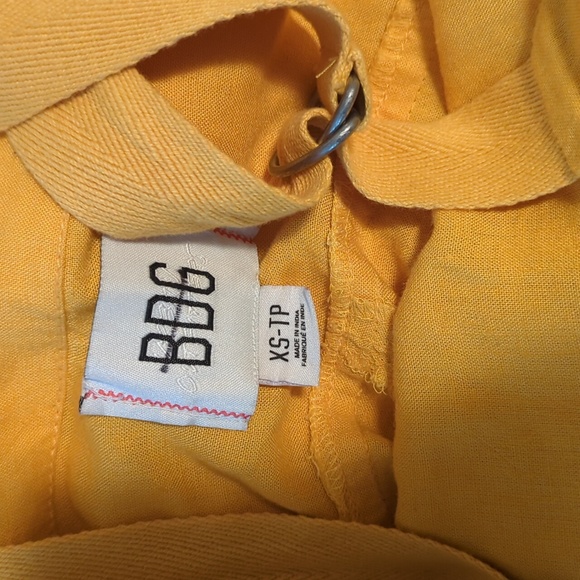 BDG
XS-TP
MADE IN INDIA
FABRIQUÉ EN INDE